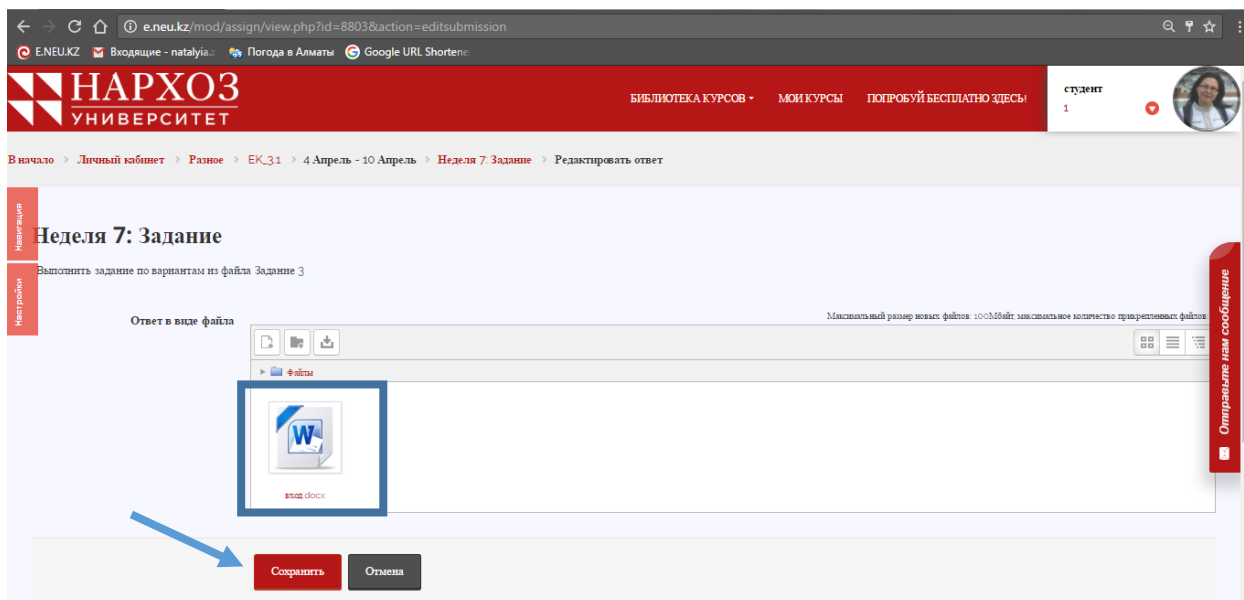 e.neu.kz/mod/assign/view.php?id=8803&action=editsubmission
E.NEU.KZ Входящие - natalyia.z Погода в Алматы Google URL Shortene
НАРХОЗ
УНИВЕРСИТЕТ
БИБЛИОТЕКА КУРСОВ МОИ КУРСЫ ПОПРОБУЙ БЕСПЛАТНО ЗДЕСЬ!
студент
1
В начало > Личный кабинет > Разное > EK_3.1 > 4 Апрель - 10 Апрель > Неделя 7: Задание > Редактировать ответ
Навигация
Настройки
Неделя 7: Задание
Выполнить задание по вариантам из файла Задание 3
Максимальный размер новых файлов: 100Мбайт, максимальное количество прикрепленных файлов:
Ответ в виде файла
Файлы
W
вход.docx
Отправьте нам сообщение
Сохранить Отмена